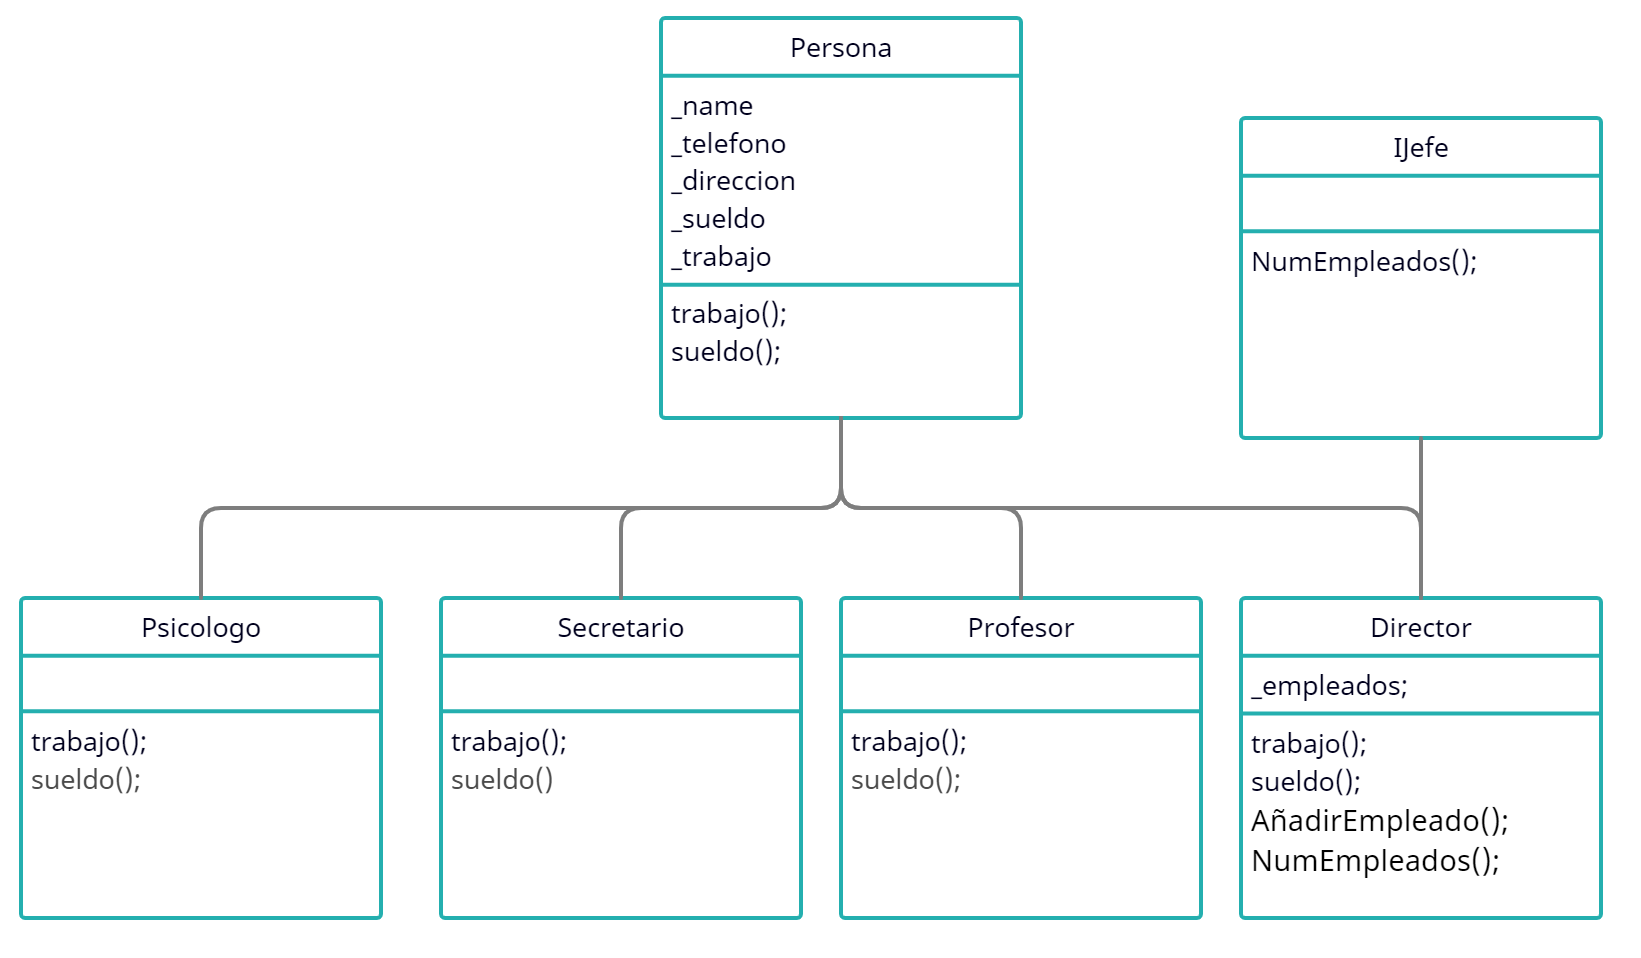 Persona
_name
_telefono
_direccion
_sueldo
_trabajo
trabajo();
sueldo();
IJefe
NumEmpleados();
Psicologo
trabajo();
sueldo();
Secretario
trabajo();
sueldo()
Profesor
trabajo();
sueldo();
Director
_empleados;
trabajo();
sueldo();
AñadirEmpleado();
NumEmpleados();